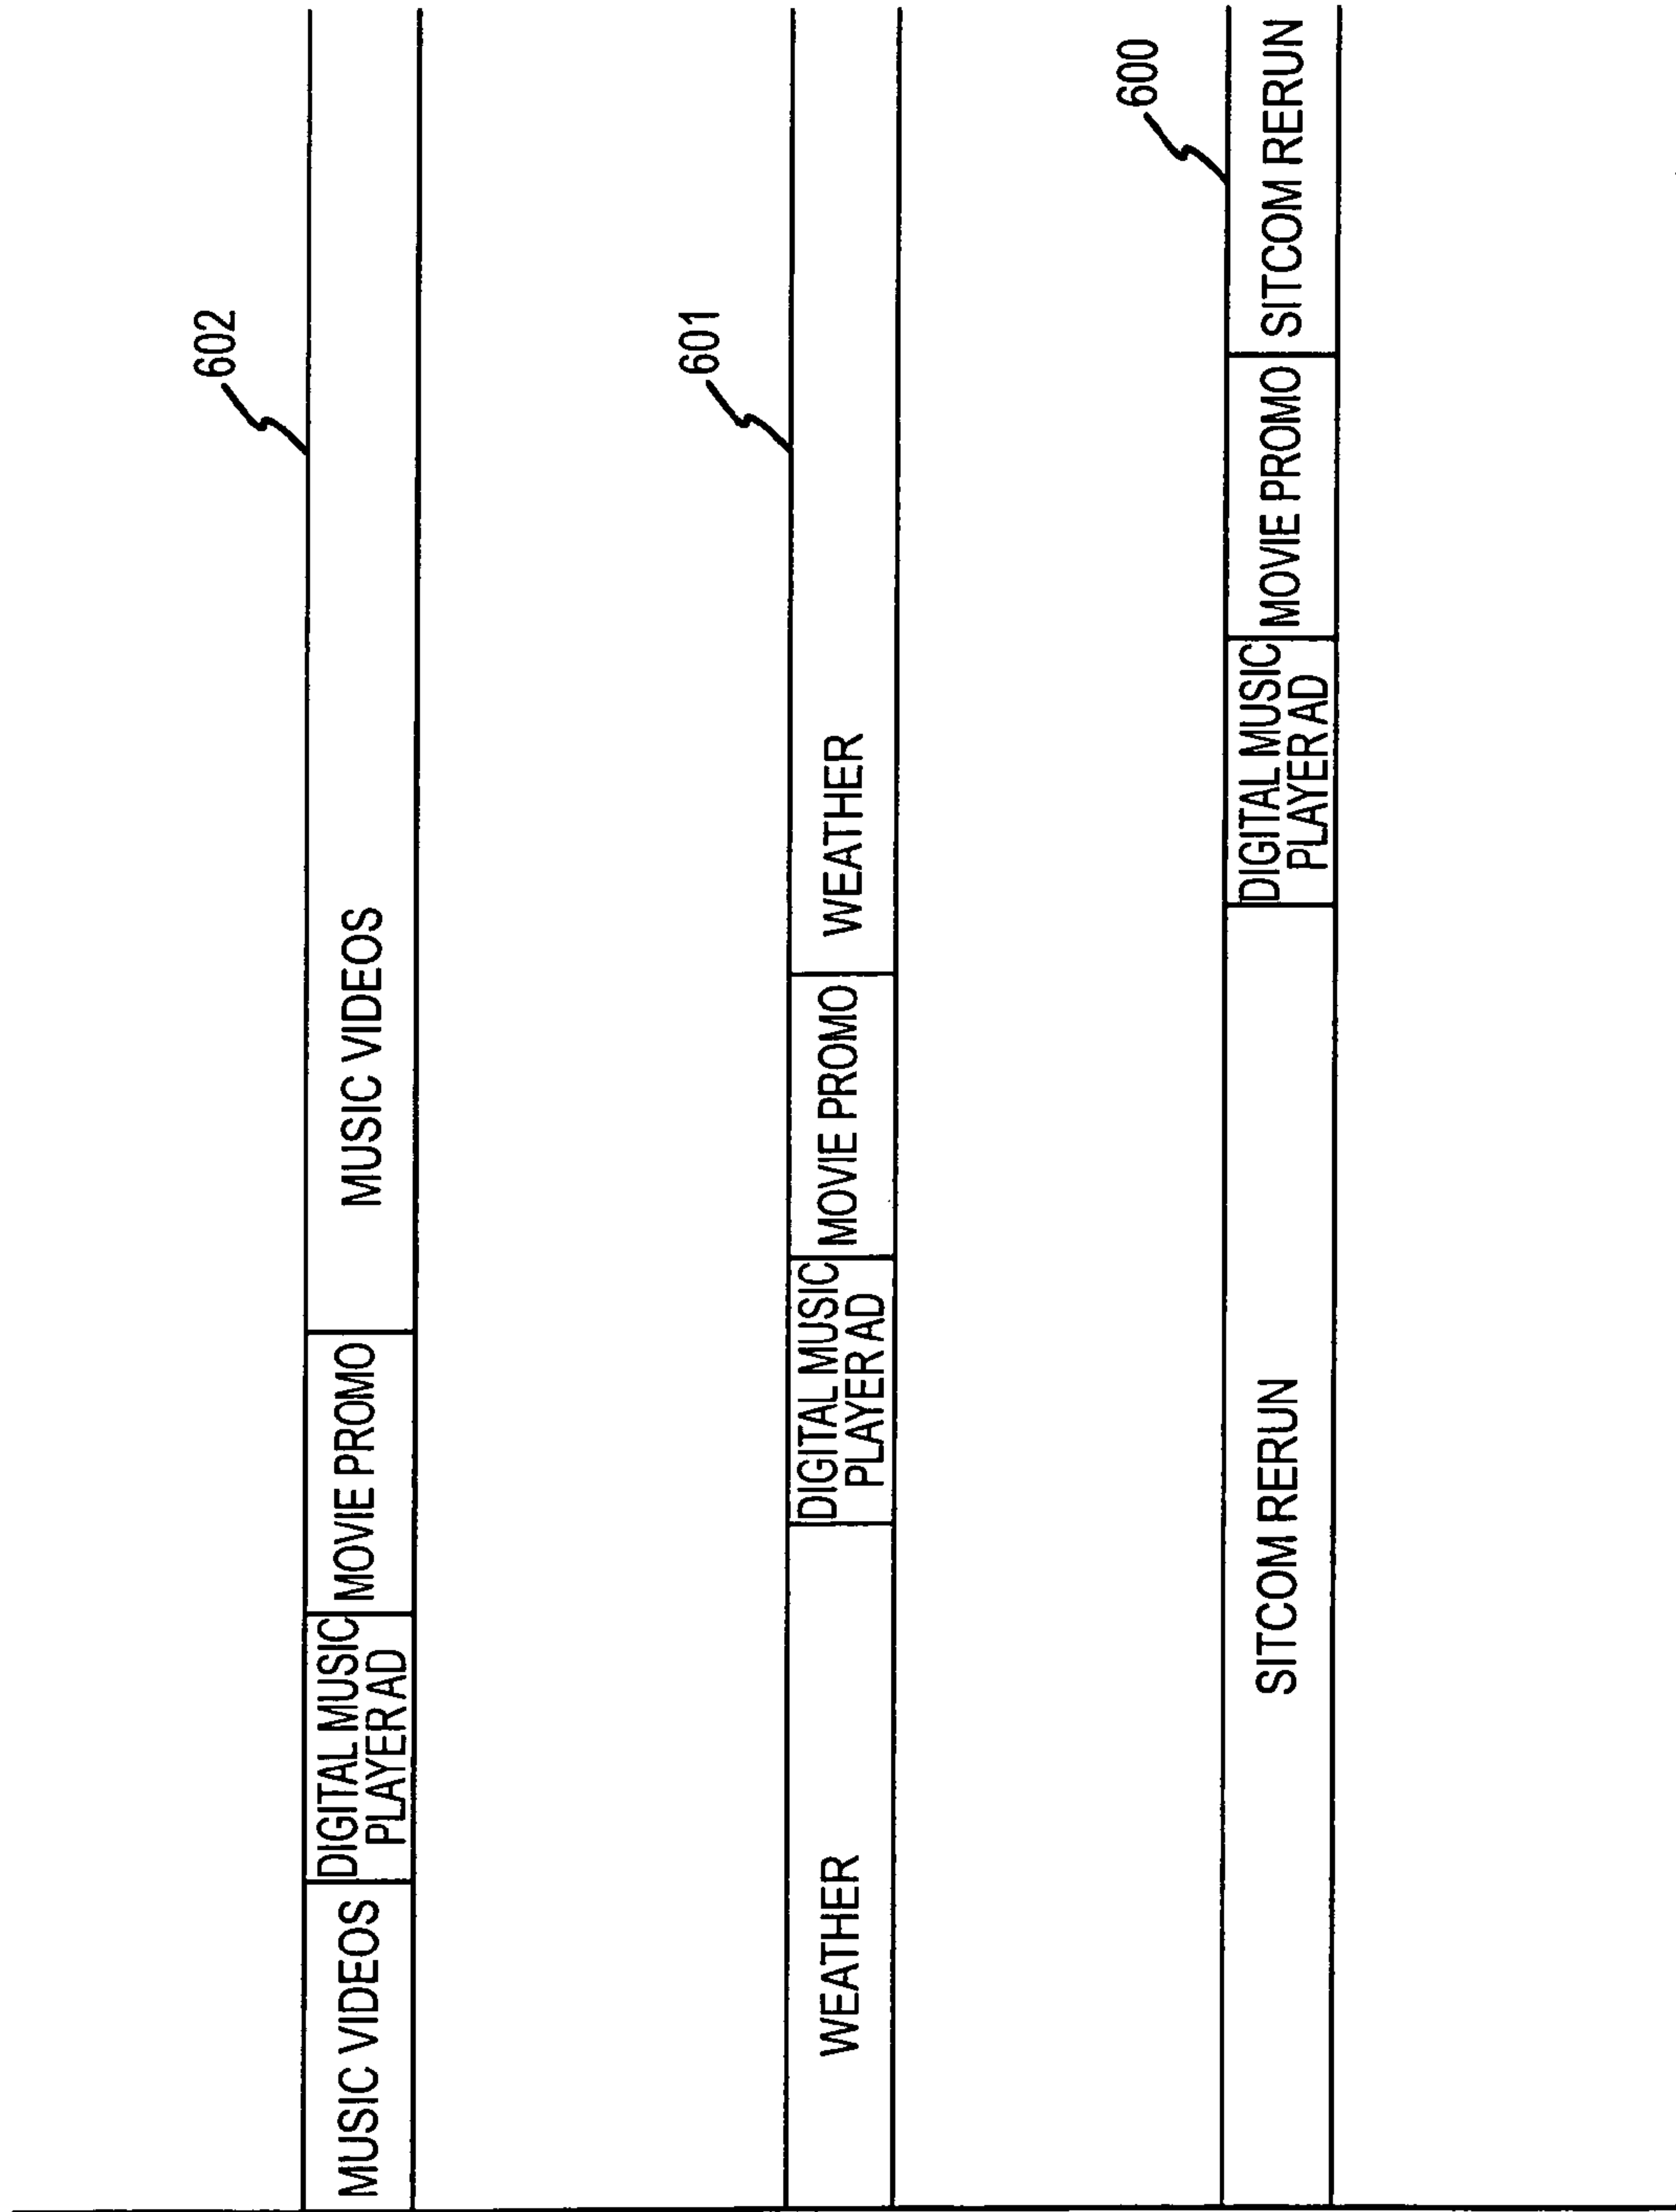 602
MUSIC VIDEOS
DIGITAL MUSIC
PLAYER AD
MOVIE PROMO
MUSIC VIDEOS
601
WEATHER
DIGITAL MUSIC
PLAYER AD
MOVIE PROMO
WEATHER
600
SITCOM RERUN
DIGITAL MUSIC
PLAYER AD
MOVIE PROMO
SITCOM RERUN